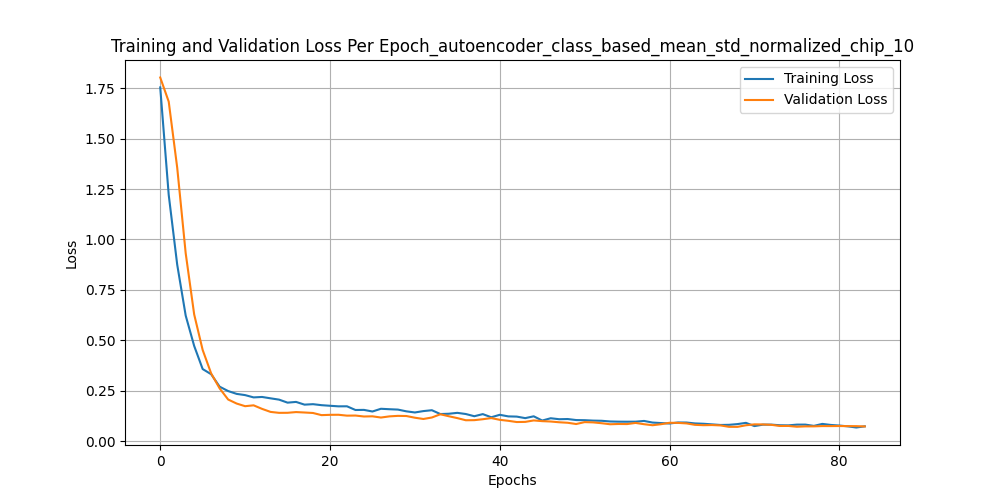 Training and Validation Loss Per Epoch_autoencoder_class_based_mean_std_normalized_chip_10
Training Loss
Validation Loss
1.75
1.50
1.25
1.00
0.75
0.50
0.25
0.00
Loss
0 20 40 60 80
Epochs